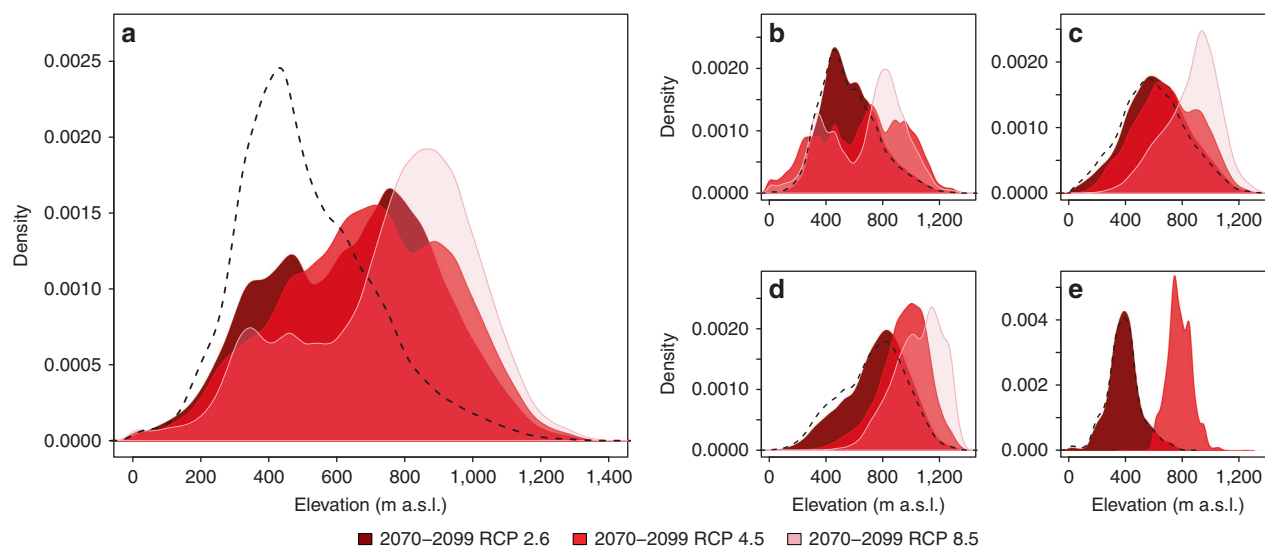 a
0.0025
0.0020
0.0015
0.0010
0.0005
0.0000
Density
0 200 400 600 800 1,000 1,200 1,400
Elevation (m a.s.l.)
b
0.0020
0.0010
0.0000
Density
0 400 800 1,200
c
0.0020
0.0010
0.0000
0 400 800 1,200
d
0.0020
0.0010
0.0000
Density
0 400 800 1,200
Elevation (m a.s.l.)
e
0.004
0.002
0.000
0 400 800 1,200
Elevation (m a.s.l.)
2070–2099 RCP 2.6 2070–2099 RCP 4.5 2070–2099 RCP 8.5